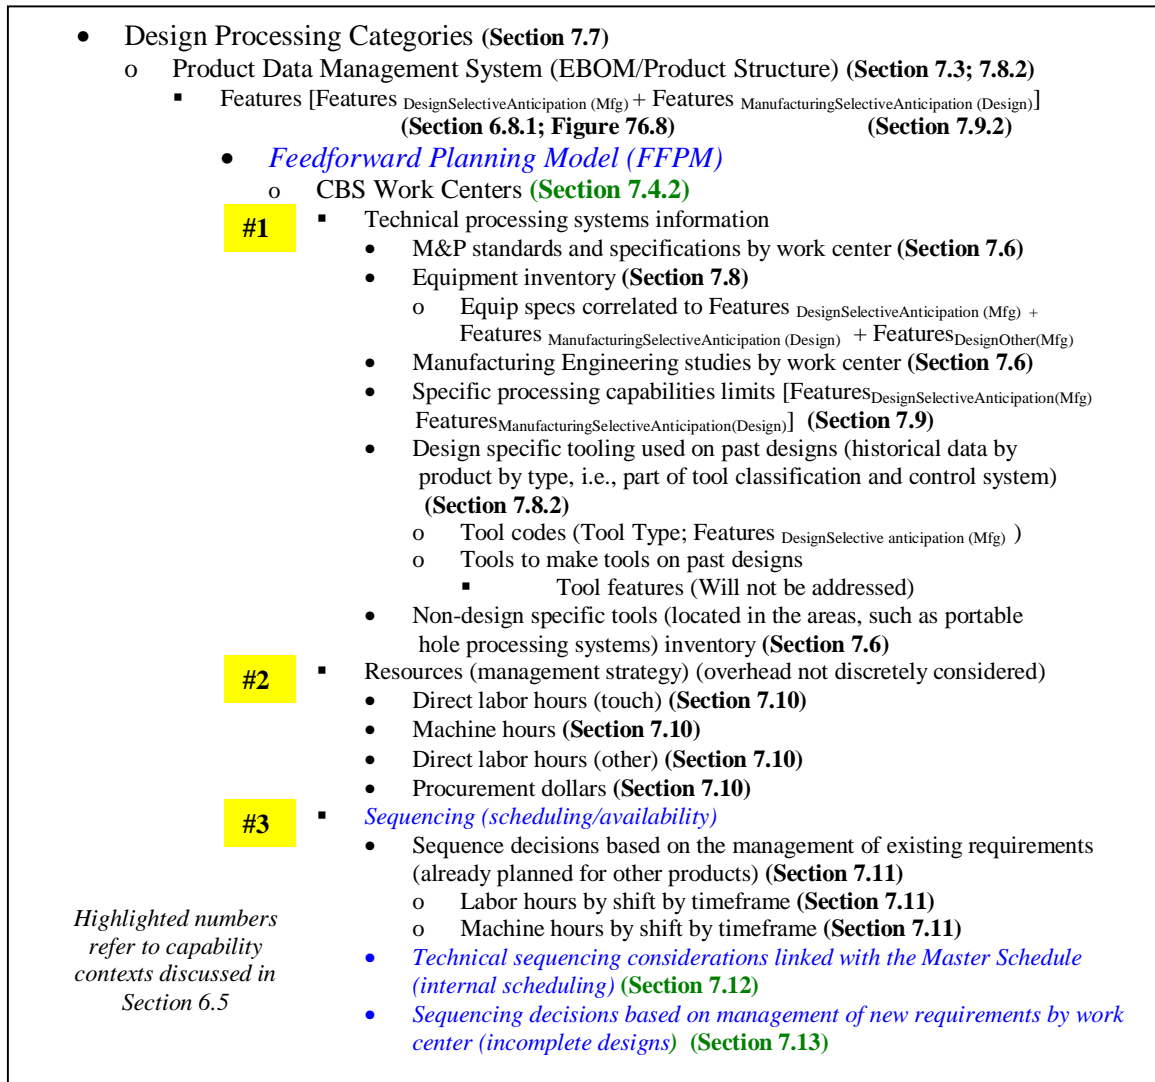 • Design Processing Categories (Section 7.7)
o Product Data Management System (EBOM/Product Structure) (Section 7.3; 7.8.2)
▪ Features [Features DesignSelectiveAnticipation (Mfg) + Features ManufacturingSelectiveAnticipation (Design)]
(Section 6.8.1; Figure 76.8) (Section 7.9.2)
• Feedforward Planning Model (FFPM)
o CBS Work Centers (Section 7.4.2)
#1 ▪ Technical processing systems information
• M&P standards and specifications by work center (Section 7.6)
• Equipment inventory (Section 7.8)
o Equip specs correlated to Features DesignSelectiveAnticipation (Mfg) +
Features ManufacturingSelectiveAnticipation (Design) + FeaturesDesignOther(Mfg)
• Manufacturing Engineering studies by work center (Section 7.6)
• Specific processing capabilities limits [FeaturesDesignSelectiveAnticipation(Mfg)
FeaturesManufacturingSelectiveAnticipation(Design)] (Section 7.9)
• Design specific tooling used on past designs (historical data by
product by type, i.e., part of tool classification and control system)
(Section 7.8.2)
o Tool codes (Tool Type; Features DesignSelective anticipation (Mfg) )
o Tools to make tools on past designs
▪ Tool features (Will not be addressed)
• Non-design specific tools (located in the areas, such as portable
hole processing systems) inventory (Section 7.6)
#2 ▪ Resources (management strategy) (overhead not discretely considered)
• Direct labor hours (touch) (Section 7.10)
• Machine hours (Section 7.10)
• Direct labor hours (other) (Section 7.10)
• Procurement dollars (Section 7.10)
#3 ▪ Sequencing (scheduling/availability)
• Sequence decisions based on the management of existing requirements
(already planned for other products) (Section 7.11)
o Labor hours by shift by timeframe (Section 7.11)
o Machine hours by shift by timeframe (Section 7.11)
• Technical sequencing considerations linked with the Master Schedule
(internal scheduling) (Section 7.12)
• Sequencing decisions based on management of new requirements by work
center (incomplete designs) (Section 7.13)
Highlighted numbers
refer to capability
contexts discussed in
Section 6.5